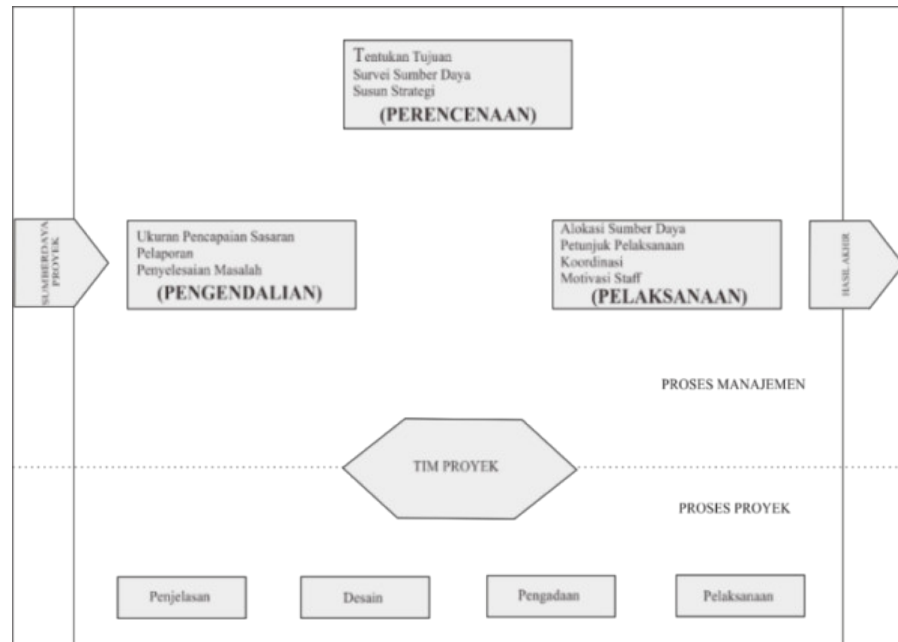 Tentukan Tujuan
Survei Sumber Daya
Susun Strategi
(PERENCENAAN)
SUMBERDAYA
PROYEK
Ukuran Pencapaian Sasaran
Pelaporan
Penyelesaian Masalah
(PENGENDALIAN)
Alokasi Sumber Daya
Petunjuk Pelaksanaan
Koordinasi
Motivasi Staff
(PELAKSANAAN)
HASIL AKHIR
PROSES MANAJEMEN
TIM PROYEK
PROSES PROYEK
Penjelasan
Desain
Pengadaan
Pelaksanaan